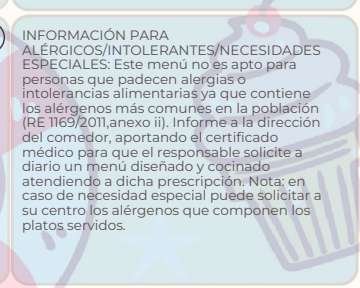 INFORMACIÓN PARA
ALÉRGICOS/INTOLERANTES/NECESIDADES
ESPECIALES: Este menú no es apto para
personas que padecen alergias o
intolerancias alimentarias ya que contiene
los alérgenos más comunes en la población
(RE 1169/2011,anexo ii). Informe a la dirección
del comedor, aportando el certificado
médico para que el responsable solicite a
diario un menú diseñado y cocinado
atendiendo a dicha prescripción. Nota: en
caso de necesidad especial puede solicitar a
su centro los alérgenos que componen los
platos servidos.